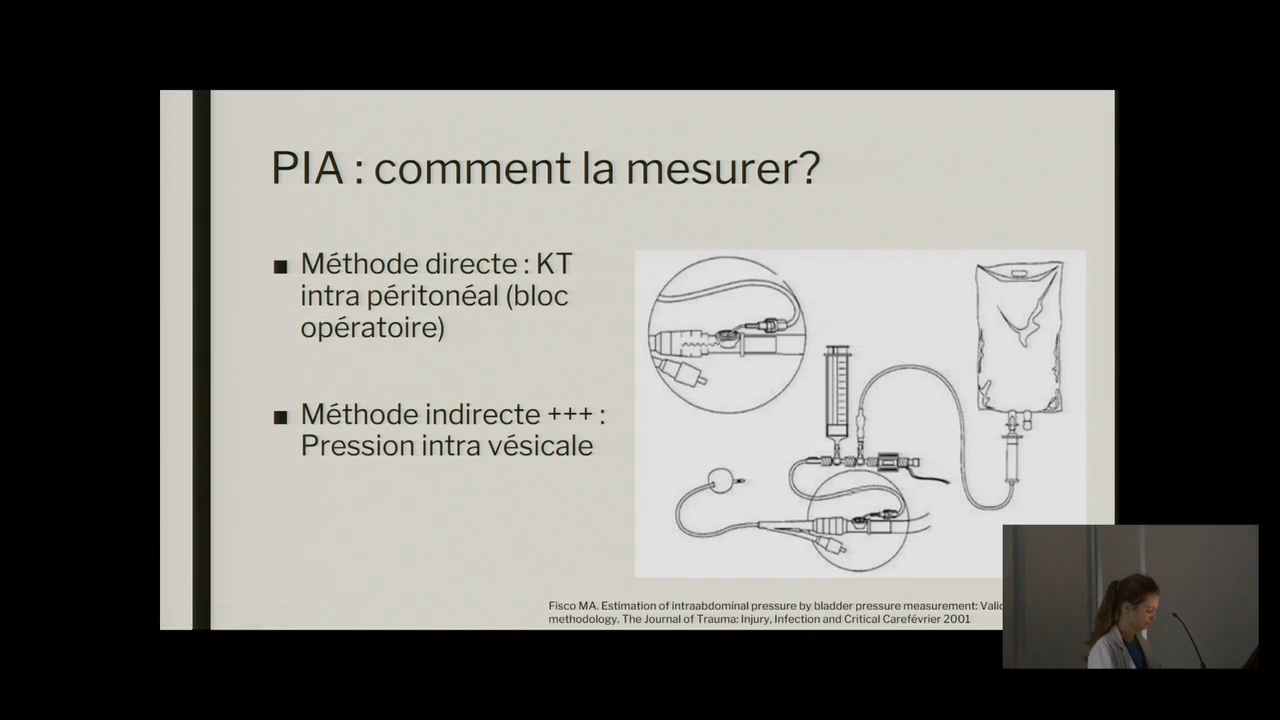 PIA : comment la mesurer?
■ Méthode directe : KT
intra péritonéal (bloc
opératoire)
■ Méthode indirecte +++ :
Pression intra vésicale
Fisco MA. Estimation of intraabdominal pressure by bladder pressure measurement:
methodology. The Journal of Trauma: Injury, Infection and Critical Carefévrier 2001